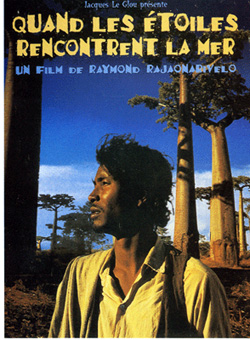 Jacques Le Glou présente
QUAND LES ÉTOILES
RENCONTRENT LA MER
UN FILM DE RAYMOND RAJAONARIVELO